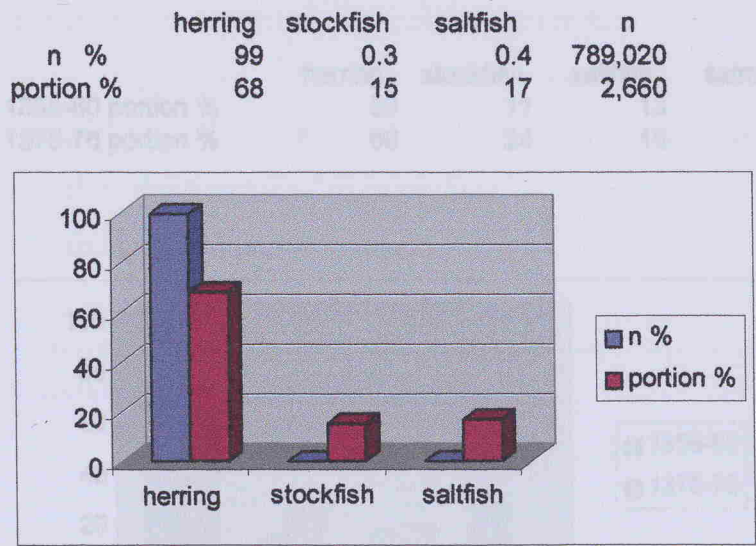 herring stockfish saltfish n
n % 99 0.3 0.4 789,020
portion % 68 15 17 2,660
100
80
60
40
20
0
herring stockfish saltfish
n %
portion %